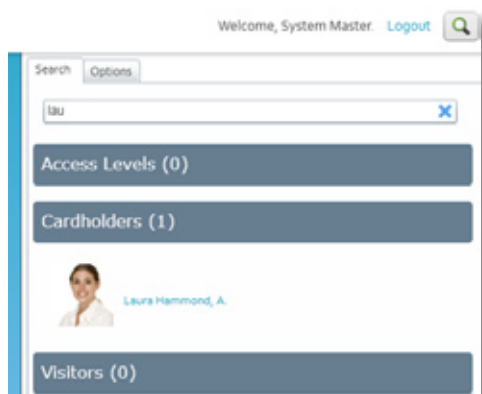 Welcome, System Master. Logout
Search Options
lau
Access Levels (0)
Cardholders (1)
Laura Hammond, A.
Visitors (0)